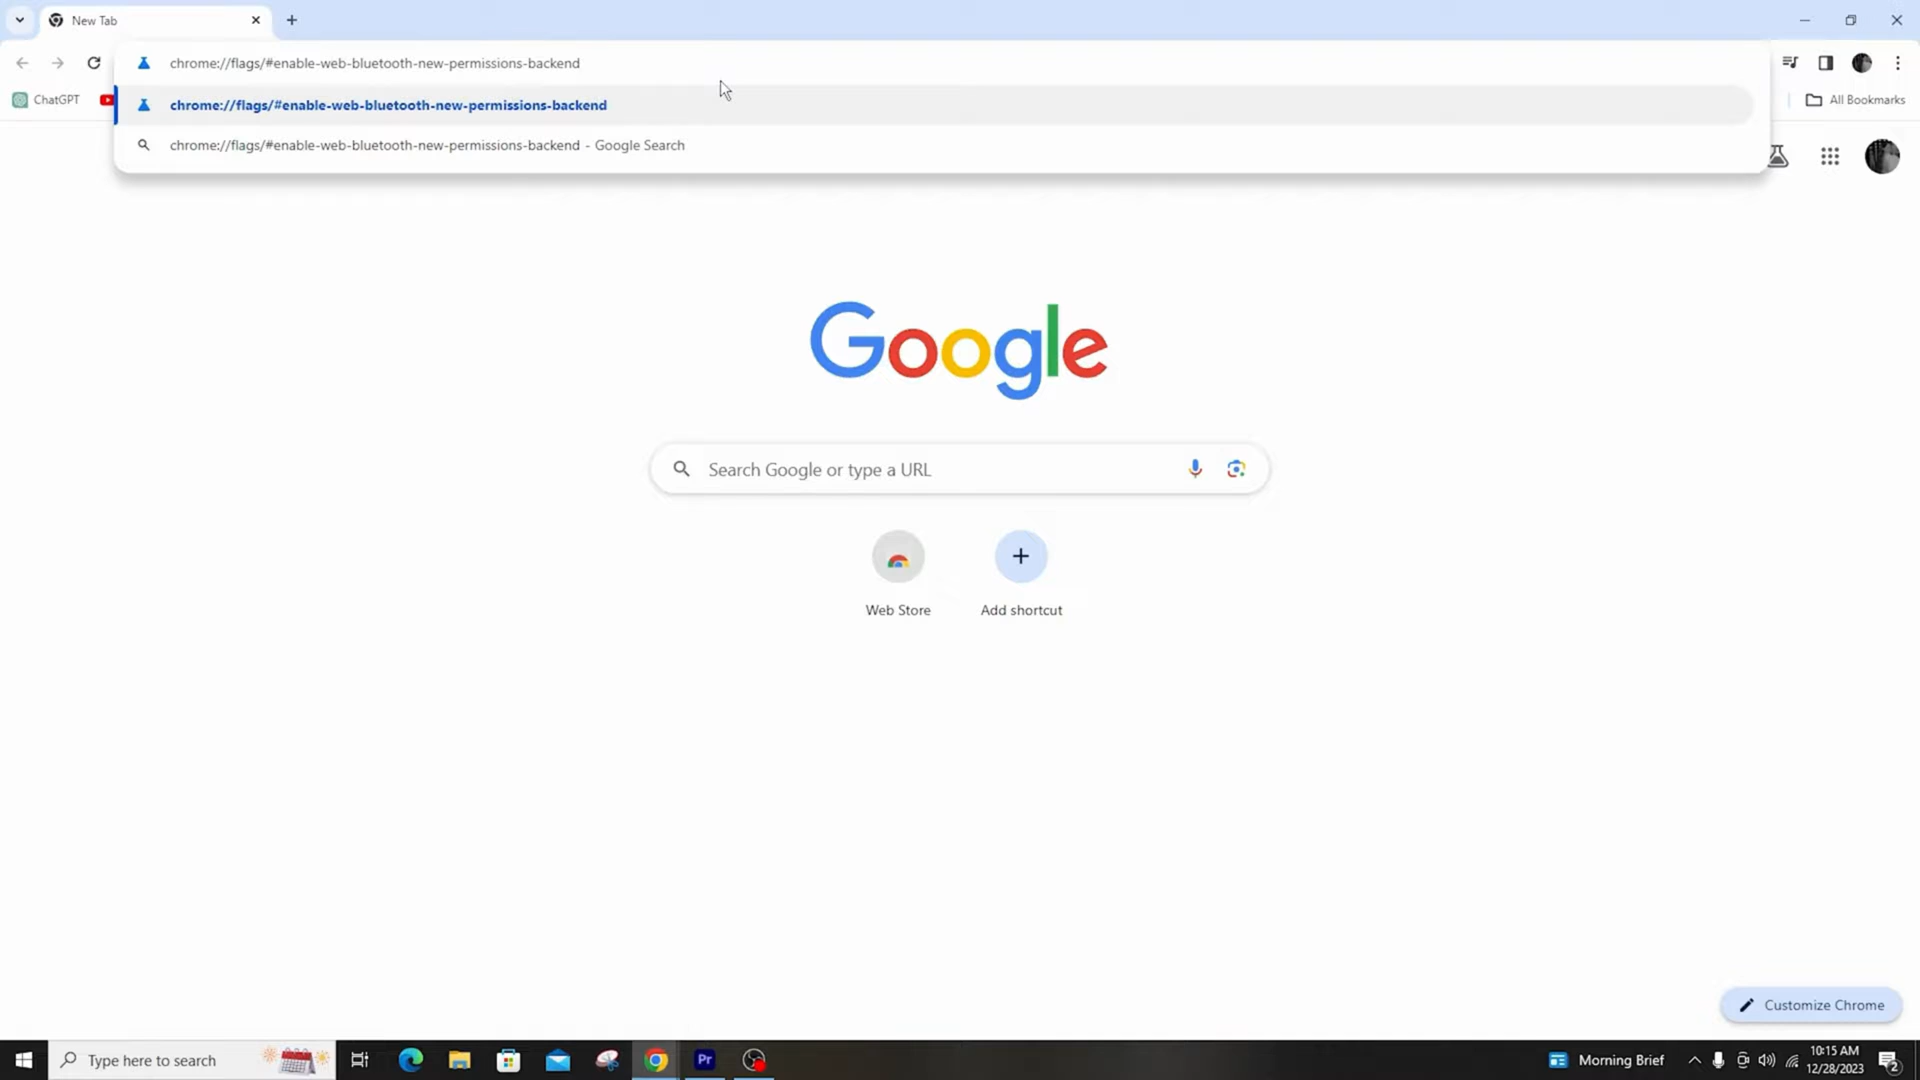 New Tab
chrome://flags/#enable-web-bluetooth-new-permissions-backend
ChatGPT
chrome://flags/#enable-web-bluetooth-new-permissions-backend
All Bookmarks
chrome://flags/#enable-web-bluetooth-new-permissions-backend - Google Search
Google
Search Google or type a URL
Web Store
Add shortcut
Customize Chrome
Type here to search
Pr
Morning Brief
10:15 AM
12/28/2023
2